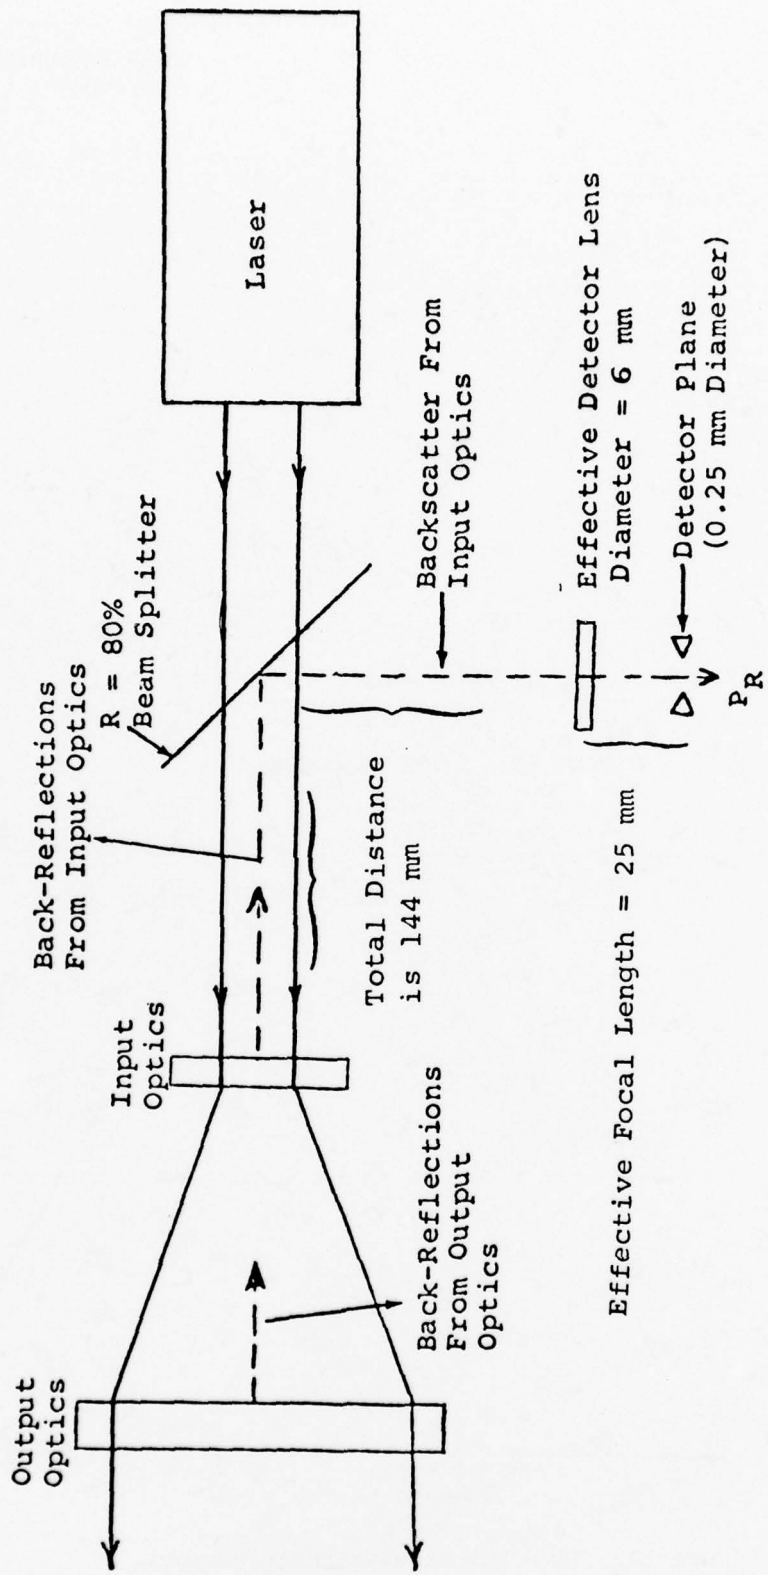 Output
Optics
Input
Optics
Back-Reflections
From Input Optics
R = 80%
Beam Splitter
Laser
Back-Reflections
From Output
Optics
Total Distance
is 144 mm
Backscatter From
Input Optics
Effective Focal Length = 25 mm
Effective Detector Lens
Diameter = 6 mm
Detector Plane
(0.25 mm Diameter)
PR